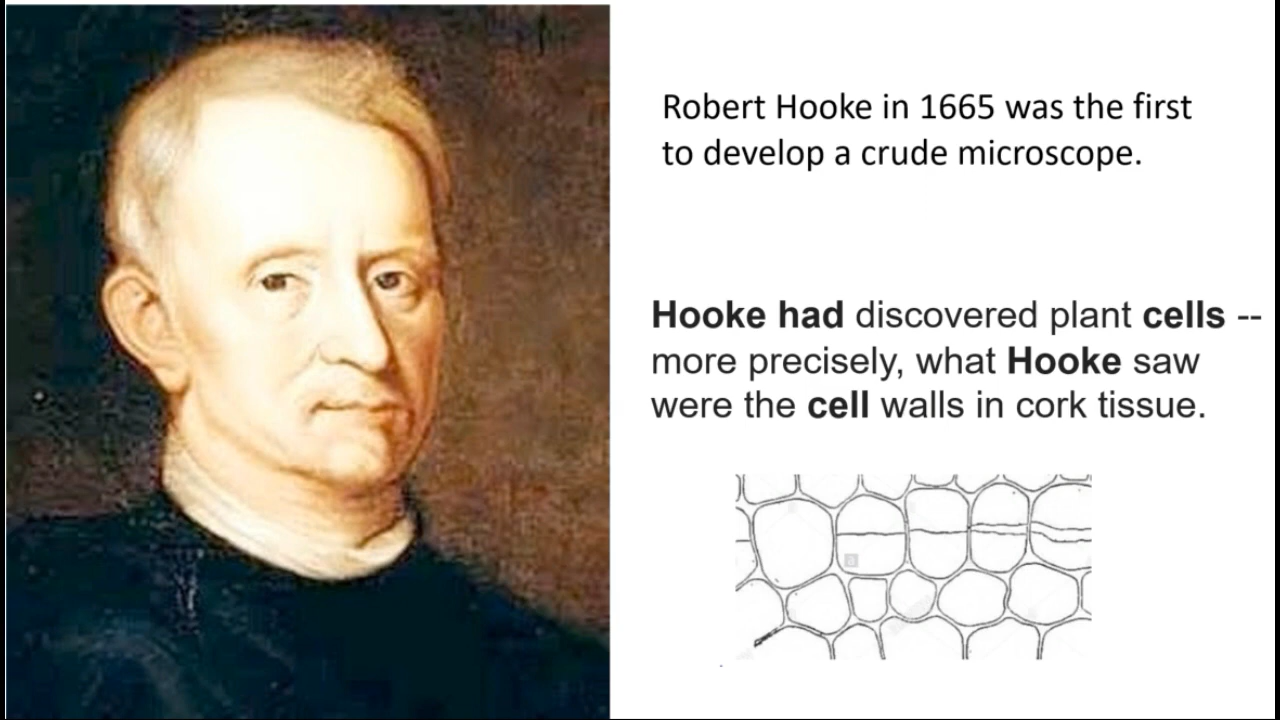 Robert Hooke in 1665 was the first
to develop a crude microscope.
Hooke had discovered plant cells --
more precisely, what Hooke saw
were the cell walls in cork tissue.